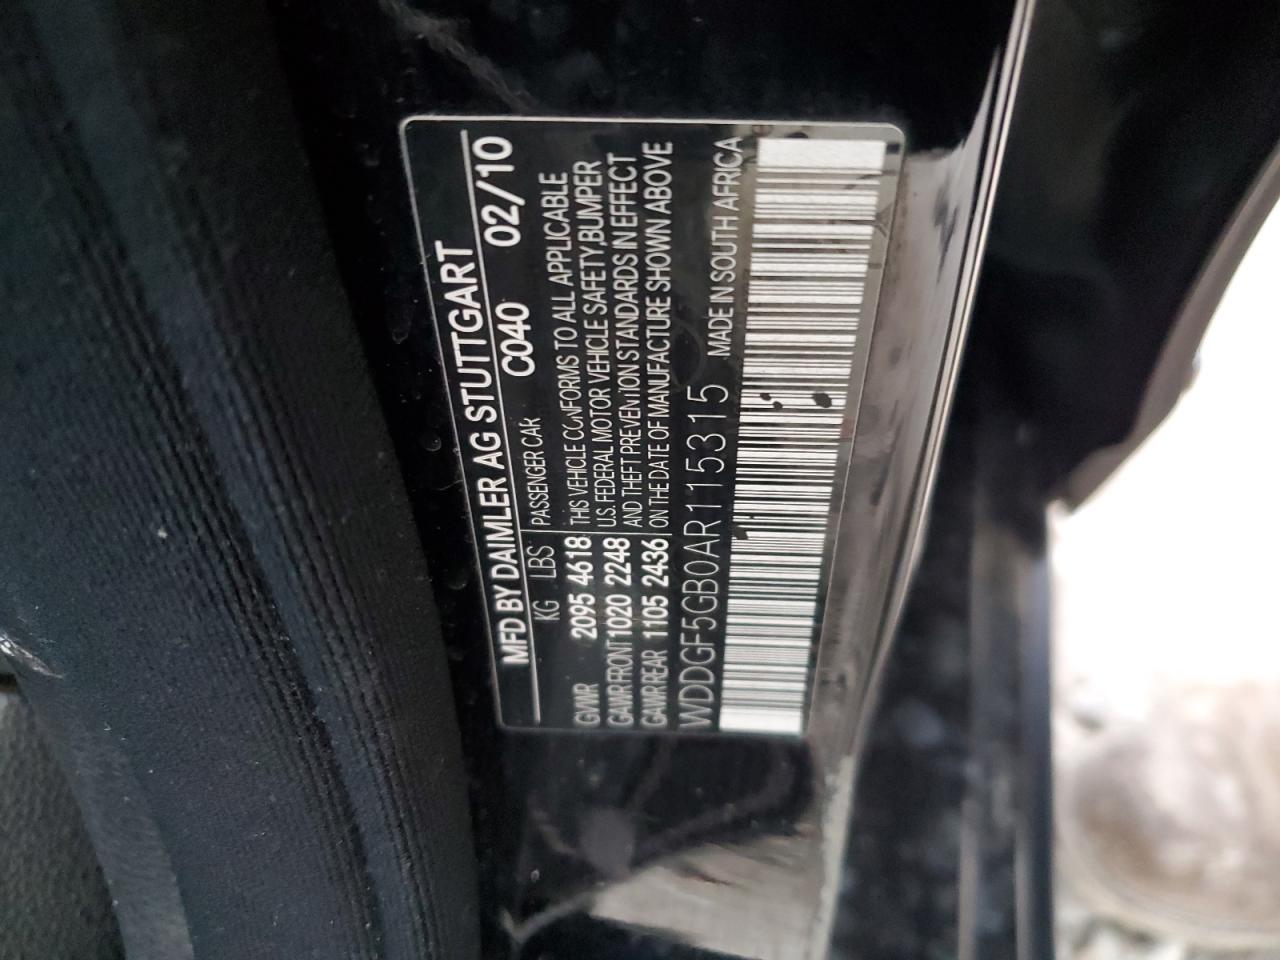 MFD BY DAIMLER AG STUTTGART
C040 02/10
KG LBS PASSENGER CAR
GVWR 2095 4618 THIS VEHICLE CONFORMS TO ALL APPLICABLE
GAWR FRONT 1020 2248 U.S. FEDERAL MOTOR VEHICLE SAFETY,BUMPER
GAWR REAR 1105 2436 AND THEFT PREVENTION STANDARDS IN EFFECT
ON THE DATE OF MANUFACTURE SHOWN ABOVE
WDDGF5GB0AR115315 MADE IN SOUTH AFRICA